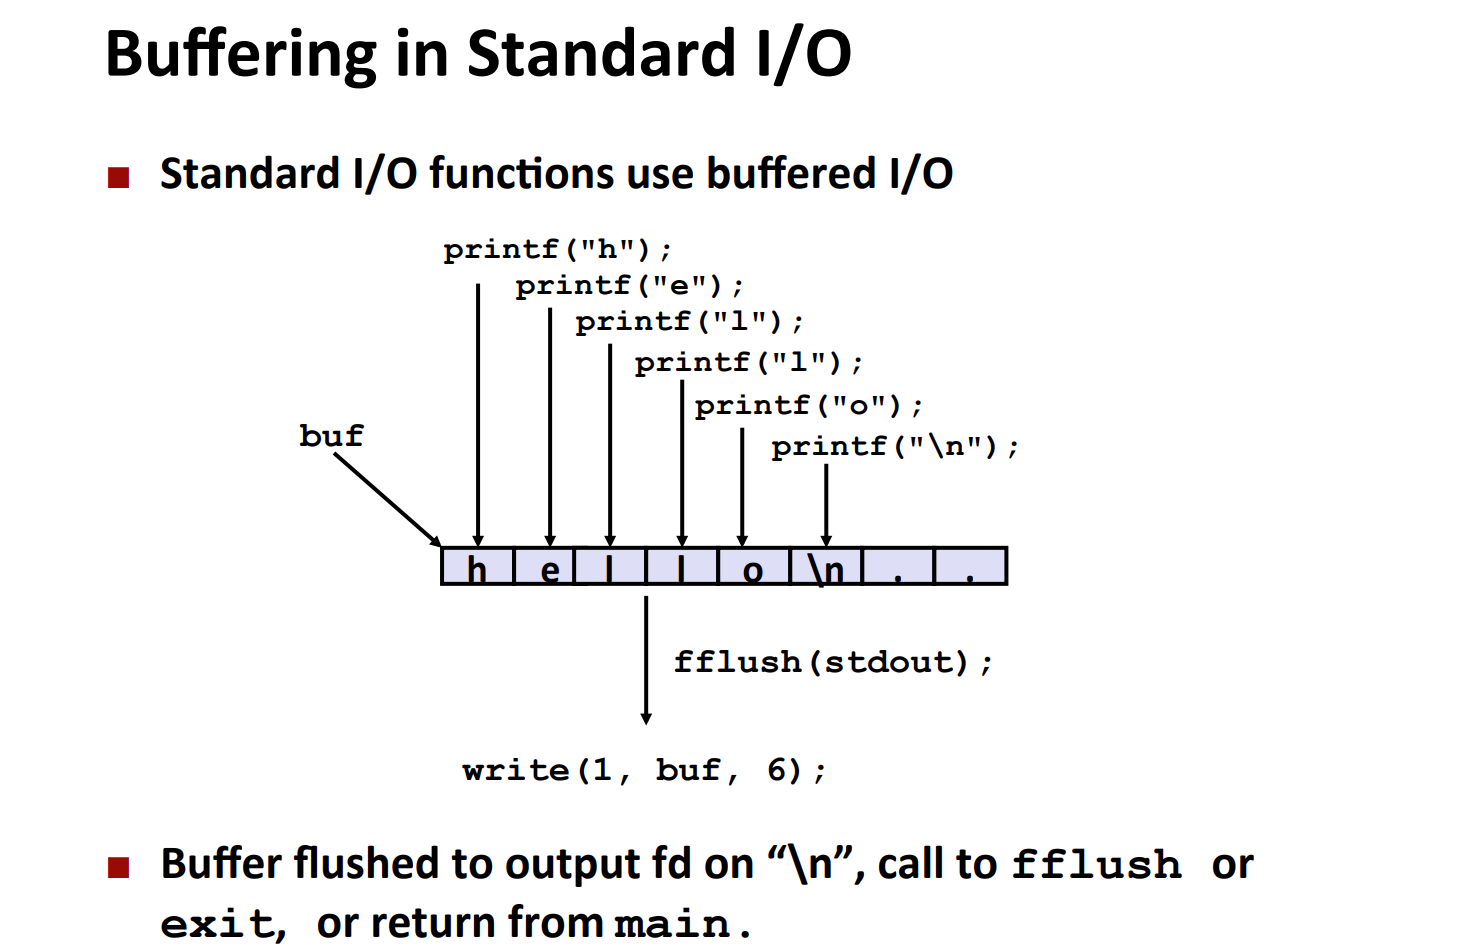 Buffering in Standard I/O
Standard I/O functions use buffered I/O
printf("h");
printf("e");
printf("l");
printf("l");
printf("o");
printf("\n");
buf
h e l l o \n . .
fflush(stdout);
write(1, buf, 6);
Buffer flushed to output fd on “\n”, call to fflush or
exit, or return from main.